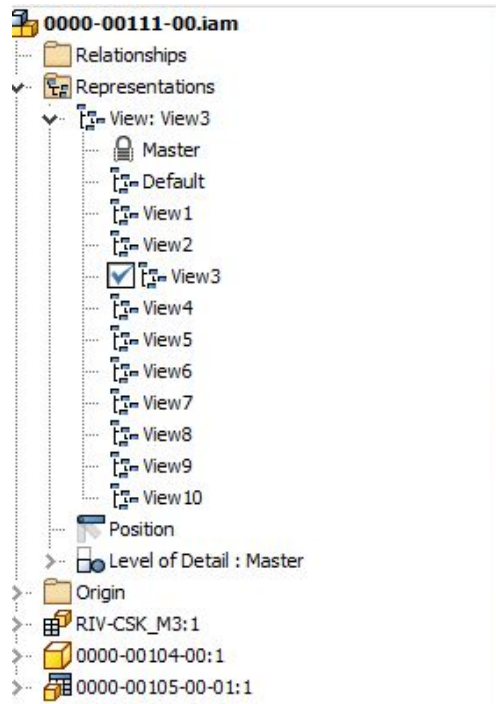 0000-00111-00.iam
Relationships
Representations
View: View3
Master
Default
View1
View2
View3
View4
View5
View6
View7
View8
View9
View10
Position
Level of Detail : Master
Origin
RIV-CSK_M3:1
0000-00104-00:1
0000-00105-00-01:1